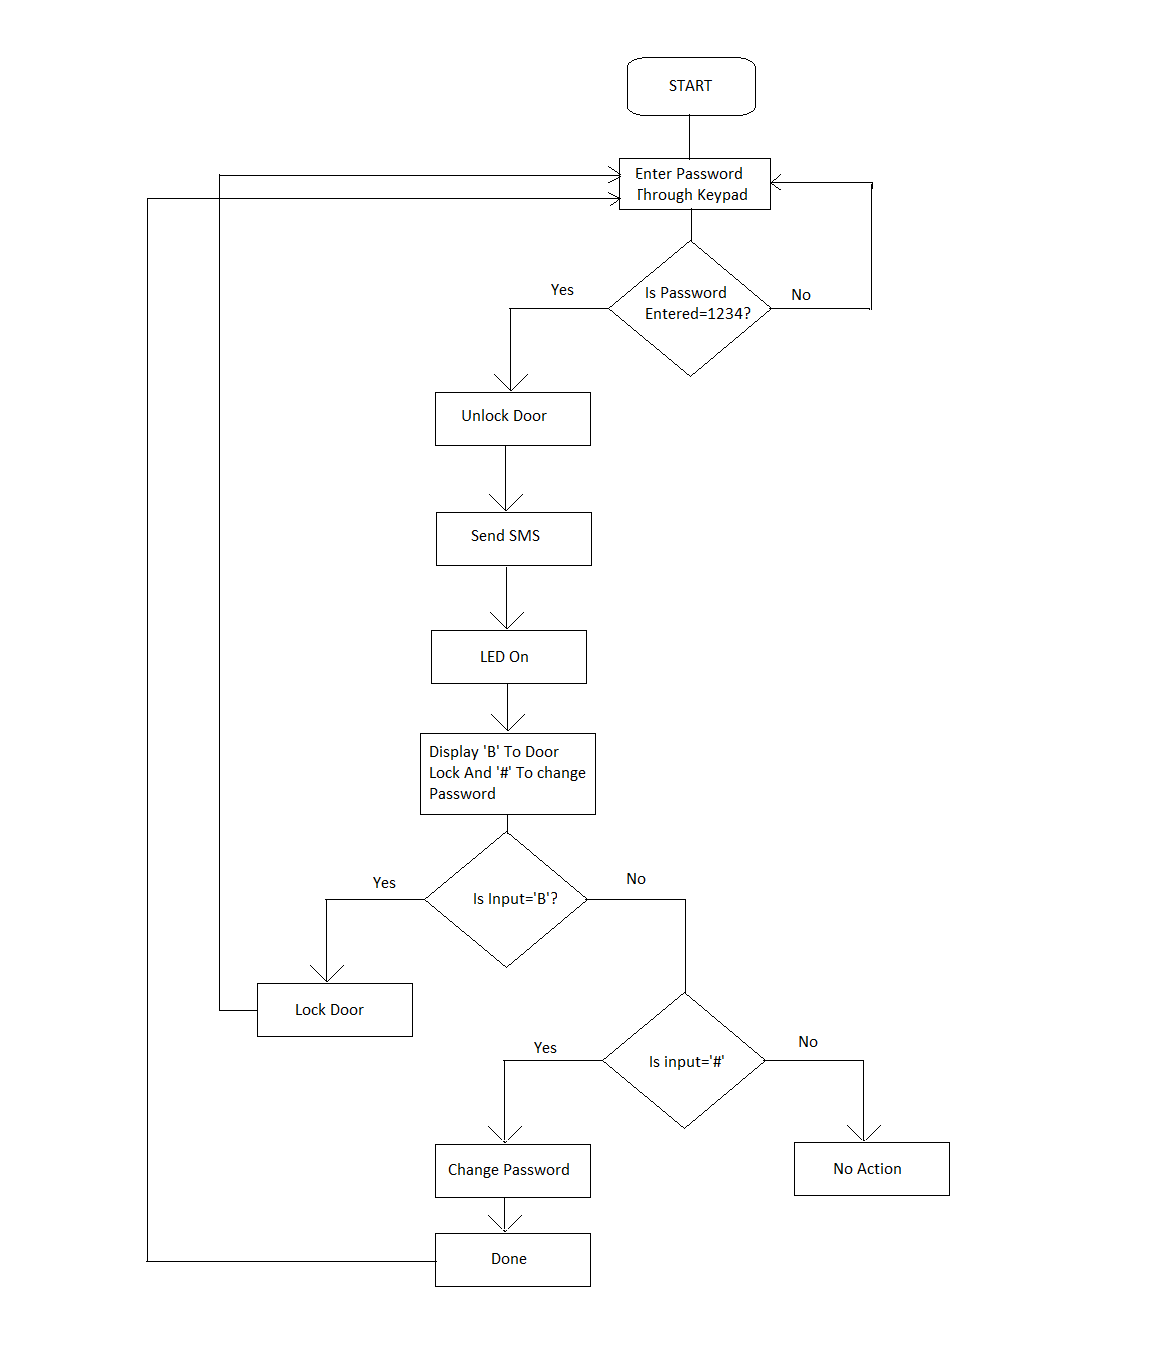 START
Enter Password
Through Keypad
Is Password
Entered=1234?
Yes
No
Unlock Door
Send SMS
LED On
Display 'B' To Door
Lock And '#' To change
Password
Is Input='B'?
Yes
No
Lock Door
Is input='#'
Yes
No
Change Password
No Action
Done